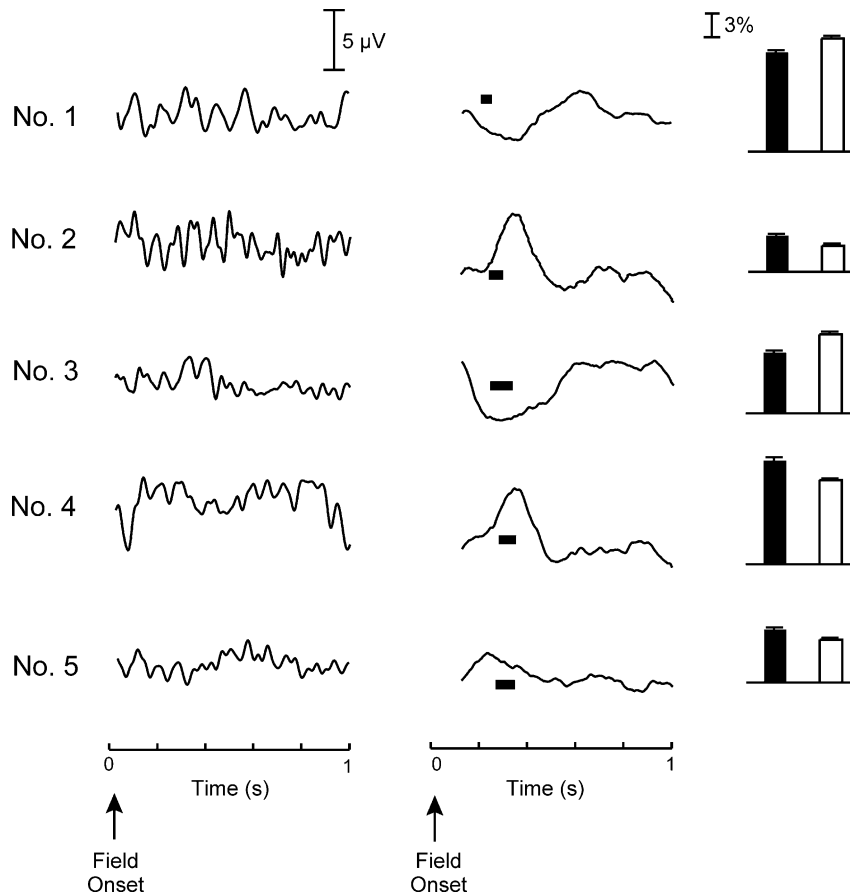 5 µV
3%
No. 1
No. 2
No. 3
No. 4
No. 5
0 1
Time (s)
Field
Onset
0 1
Time (s)
Field
Onset